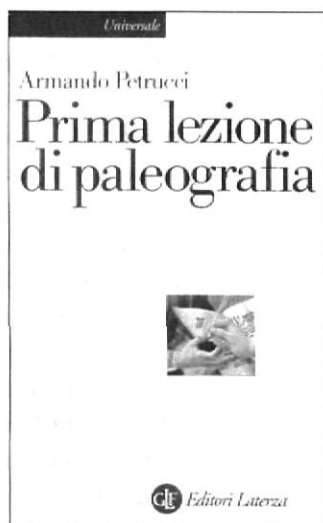 Universale
Armando Petrucci
Prima lezione
di paleografia
GLF Editori Laterza